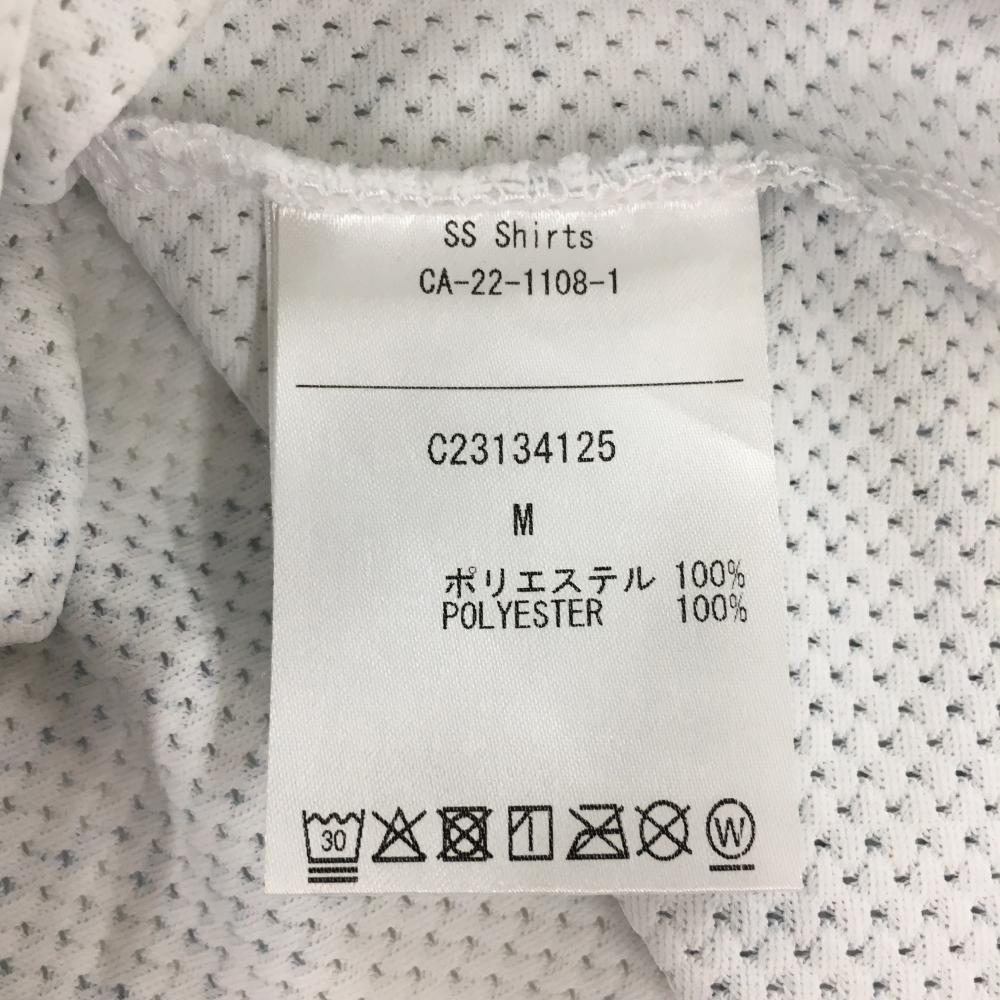 SS Shirts
CA-22-1108-1
C23134125
M
ポリエステル 100%
POLYESTER 100%
30
W